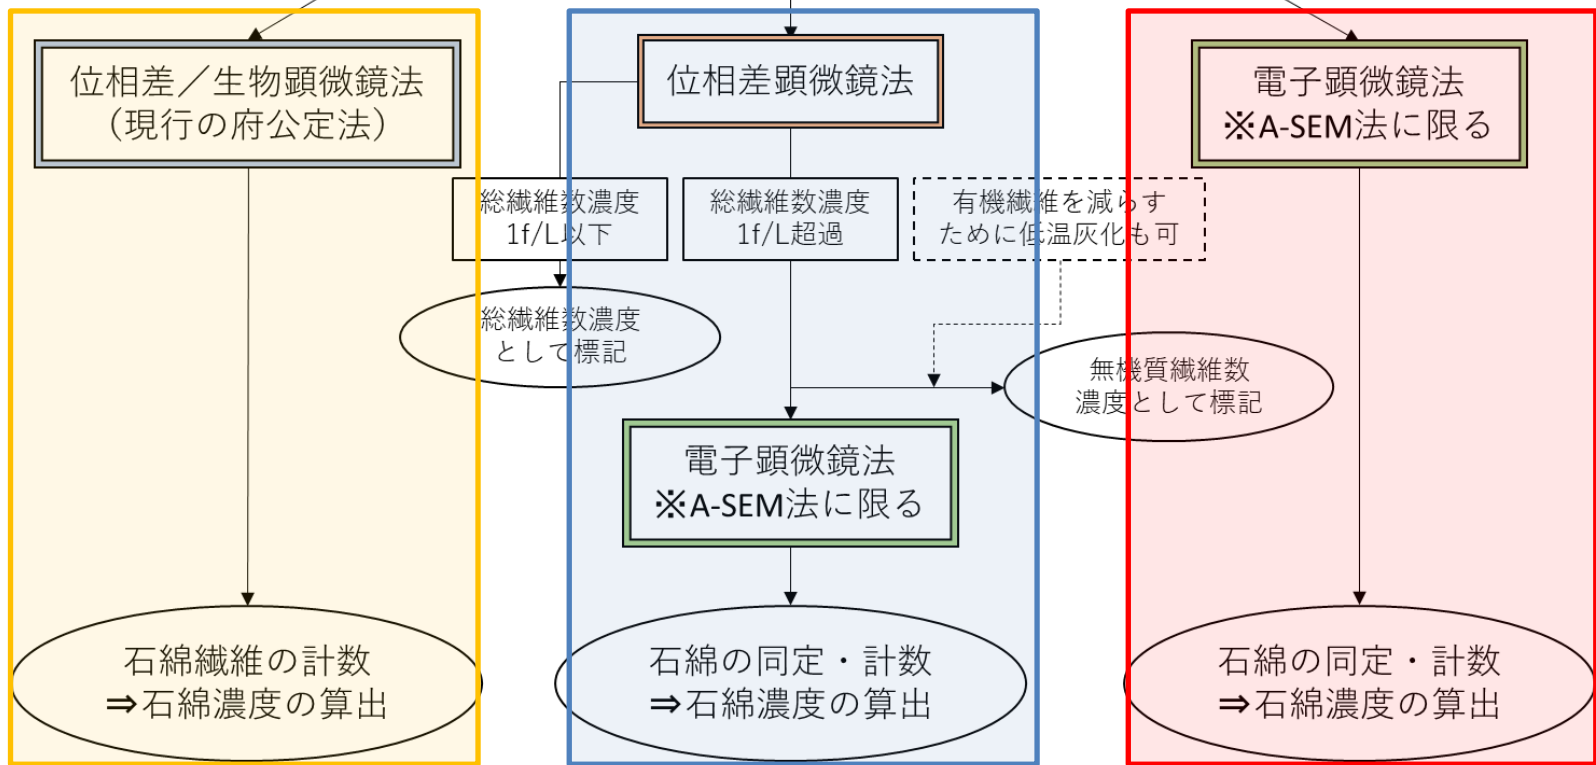 位相差／生物顕微鏡法
（現行の府公定法）
位相差顕微鏡法
電子顕微鏡法
※A-SEM法に限る
総繊維数濃度
1f/L以下
総繊維数濃度
1f/L超過
有機繊維を減らす
ために低温灰化も可
総繊維数濃度
として標記
無機質繊維数
濃度として標記
電子顕微鏡法
※A-SEM法に限る
石綿繊維の計数
⇒石綿濃度の算出
石綿の同定・計数
⇒石綿濃度の算出
石綿の同定・計数
⇒石綿濃度の算出